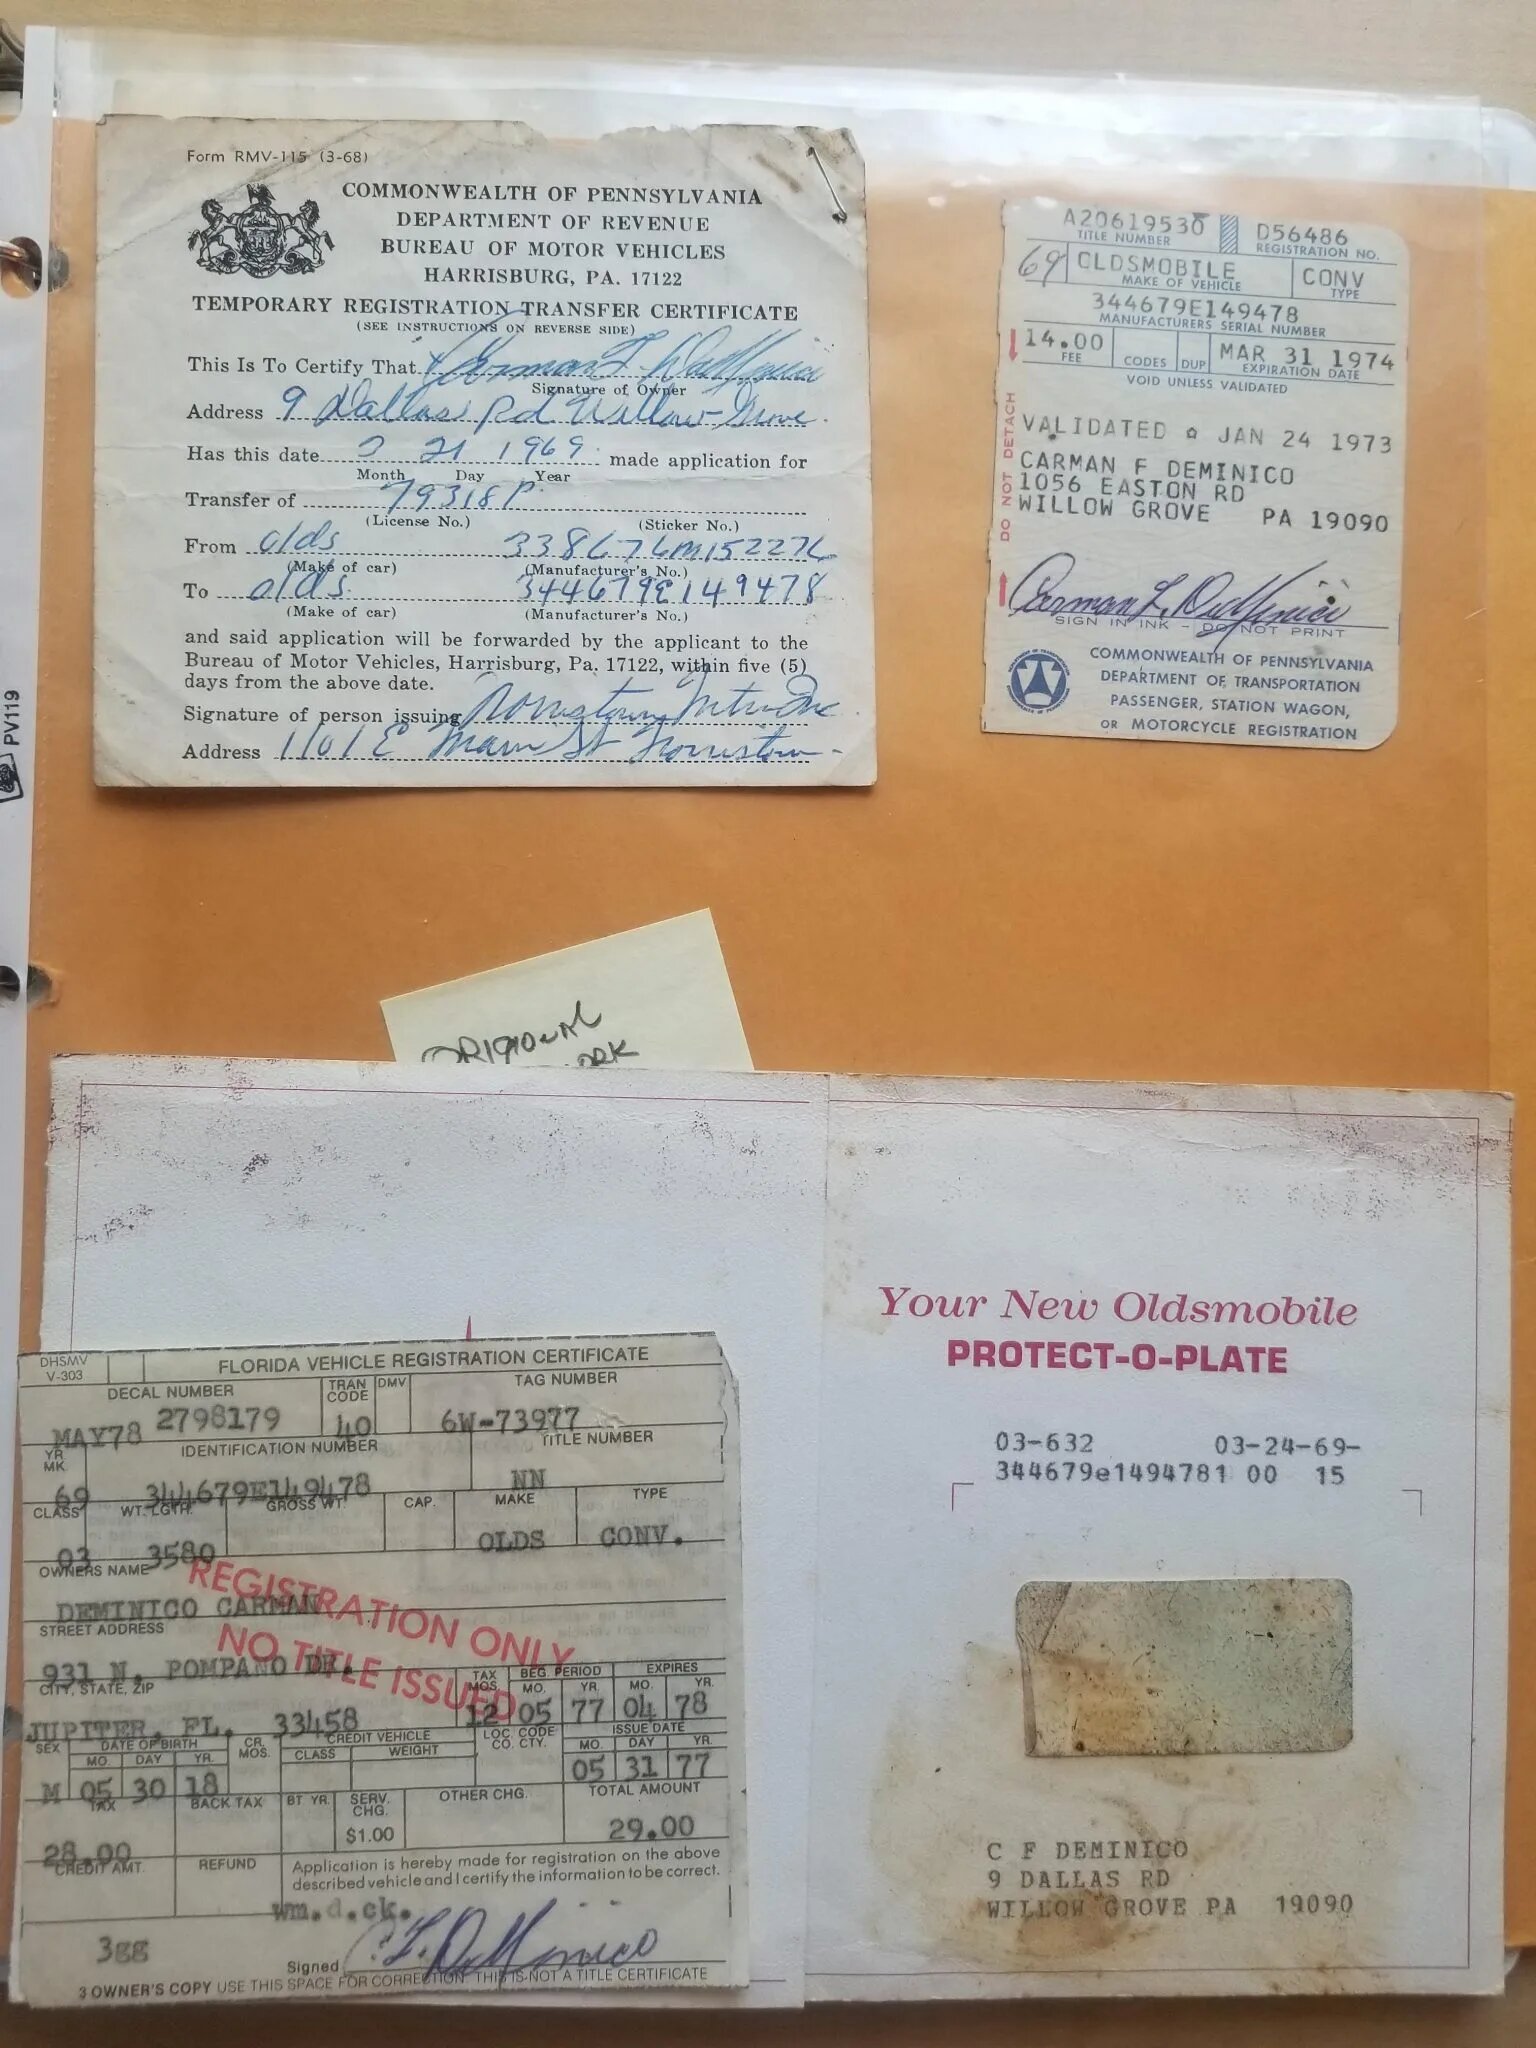 Form RMV-115 (3-68)
COMMONWEALTH OF PENNSYLVANIA
DEPARTMENT OF REVENUE
BUREAU OF MOTOR VEHICLES
HARRISBURG, PA. 17122
TEMPORARY REGISTRATION TRANSFER CERTIFICATE
(SEE INSTRUCTIONS ON REVERSE SIDE)
This Is To Certify That Carman F. DeMinico
Signature of Owner
Address 9 Dallas Rd Willow-Grove
Has this date 21 1969 made application for
Month Day Year
Transfer of 79318P
(License No.) (Sticker No.)
From olds 338676M152276
(Make of car) (Manufacturer's No.)
To olds 344679E149478
(Make of car) (Manufacturer's No.)
and said application will be forwarded by the applicant to the
Bureau of Motor Vehicles, Harrisburg, Pa. 17122, within five (5)
days from the above date.
Signature of person issuing Norristown
Address 1101 E Main St Norristown
A20619530 D56486
TITLE NUMBER REGISTRATION NO.
69 OLDSMOBILE CONV
MAKE OF VEHICLE TYPE
344679E149478
MANUFACTURERS SERIAL NUMBER
14.00 MAR 31 1974
FEE CODES DUP EXPIRATION DATE
VOID UNLESS VALIDATED
DO NOT DETACH
VALIDATED JAN 24 1973
CARMAN F DEMINICO
1056 EASTON RD
WILLOW GROVE PA 19090
Carman F. DeMinico
SIGN IN INK - DO NOT PRINT
COMMONWEALTH OF PENNSYLVANIA
DEPARTMENT OF TRANSPORTATION
PASSENGER, STATION WAGON,
OR MOTORCYCLE REGISTRATION
PV119
ORIGIONAL
Your New Oldsmobile
PROTECT-O-PLATE
03-632 03-24-69-
344679e1494781 00 15
C F DEMINICO
9 DALLAS RD
WILLOW GROVE PA 19090
DHSMV
V-303
FLORIDA VEHICLE REGISTRATION CERTIFICATE
DECAL NUMBER TRAN CODE DMV TAG NUMBER
MAY78 2798179 40 6W-73977
YR. MK. IDENTIFICATION NUMBER TITLE NUMBER
69 344679E149478 NN
CLASS WT. LGTH. GROSS WT. CAP. MAKE TYPE
03 3580 OLDS CONV.
OWNERS NAME
REGISTRATION ONLY
NO TITLE ISSUED
DEMINICO CARMAN
STREET ADDRESS
931 N. POMPANO DR.
CITY, STATE, ZIP TAX MOS. BEG. PERIOD EXPIRES
MO. YR. MO. YR.
JUPITER, FL. 33458 12 05 77 04 78
SEX DATE OF BIRTH CR. MOS. CREDIT VEHICLE LOC. CODE CO. CTY. ISSUE DATE
MO. DAY YR. CLASS WEIGHT MO. DAY YR.
M 05 30 18 05 31 77
TAX BACK TAX BT YR. SERV. CHG. OTHER CHG. TOTAL AMOUNT
28.00 $1.00 29.00
CREDIT AMT. REFUND Application is hereby made for registration on the above
described vehicle and I certify the information to be correct.
wm.d.ck.
3gg Signed C. F. DeMinico
3 OWNER'S COPY USE THIS SPACE FOR CORRECTION THIS IS NOT A TITLE CERTIFICATE